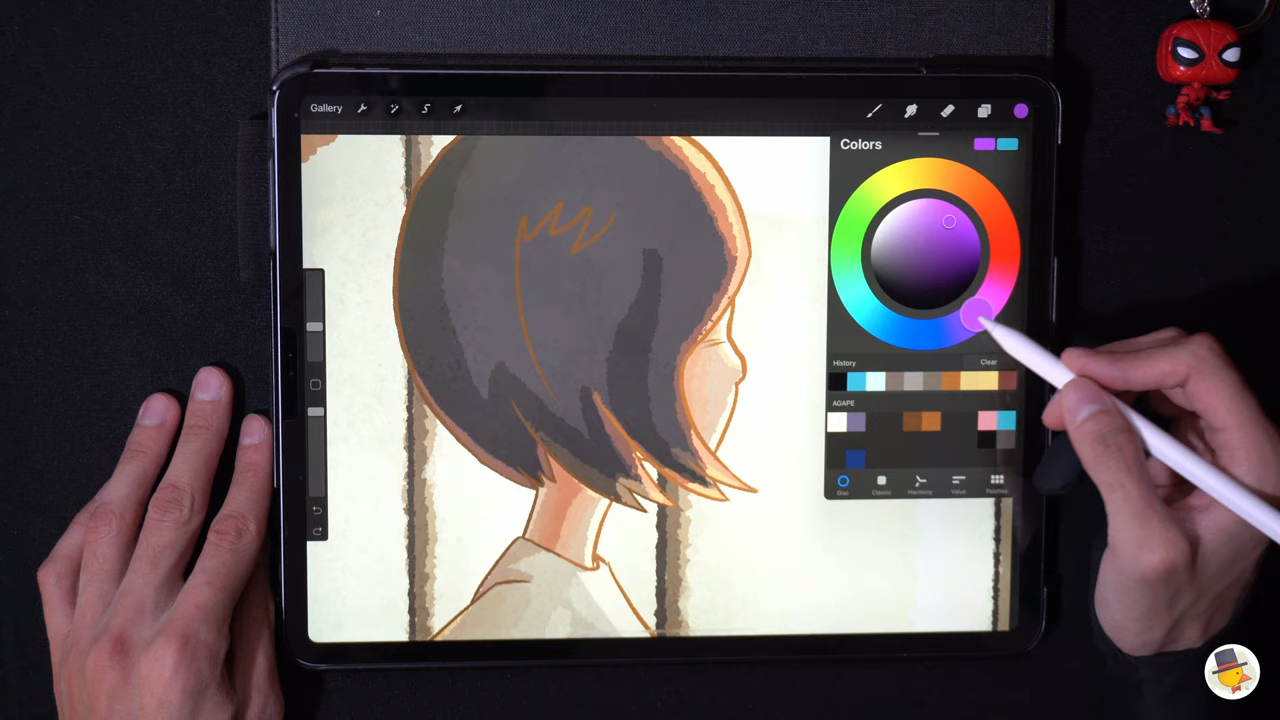 Gallery
Colors
History Clear
AGAPE
Disc Classic Harmony Value Palettes